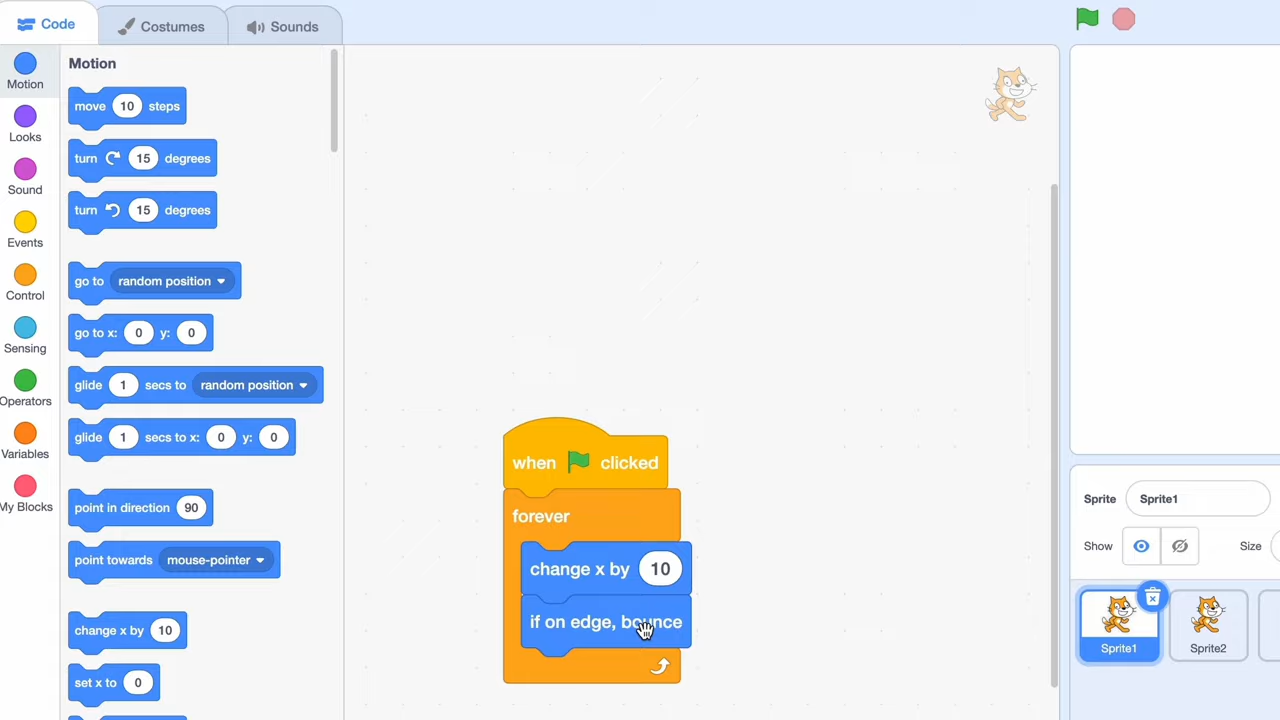 Code
Costumes
Sounds
Motion
Looks
Sound
Events
Control
Sensing
Operators
Variables
My Blocks
Motion
move 10 steps
turn 15 degrees
turn 15 degrees
go to random position
go to x: 0 y: 0
glide 1 secs to random position
glide 1 secs to x: 0 y: 0
point in direction 90
point towards mouse-pointer
change x by 10
set x to 0
when clicked
forever
change x by 10
if on edge, bounce
Sprite Sprite1
Show Size
Sprite1
Sprite2